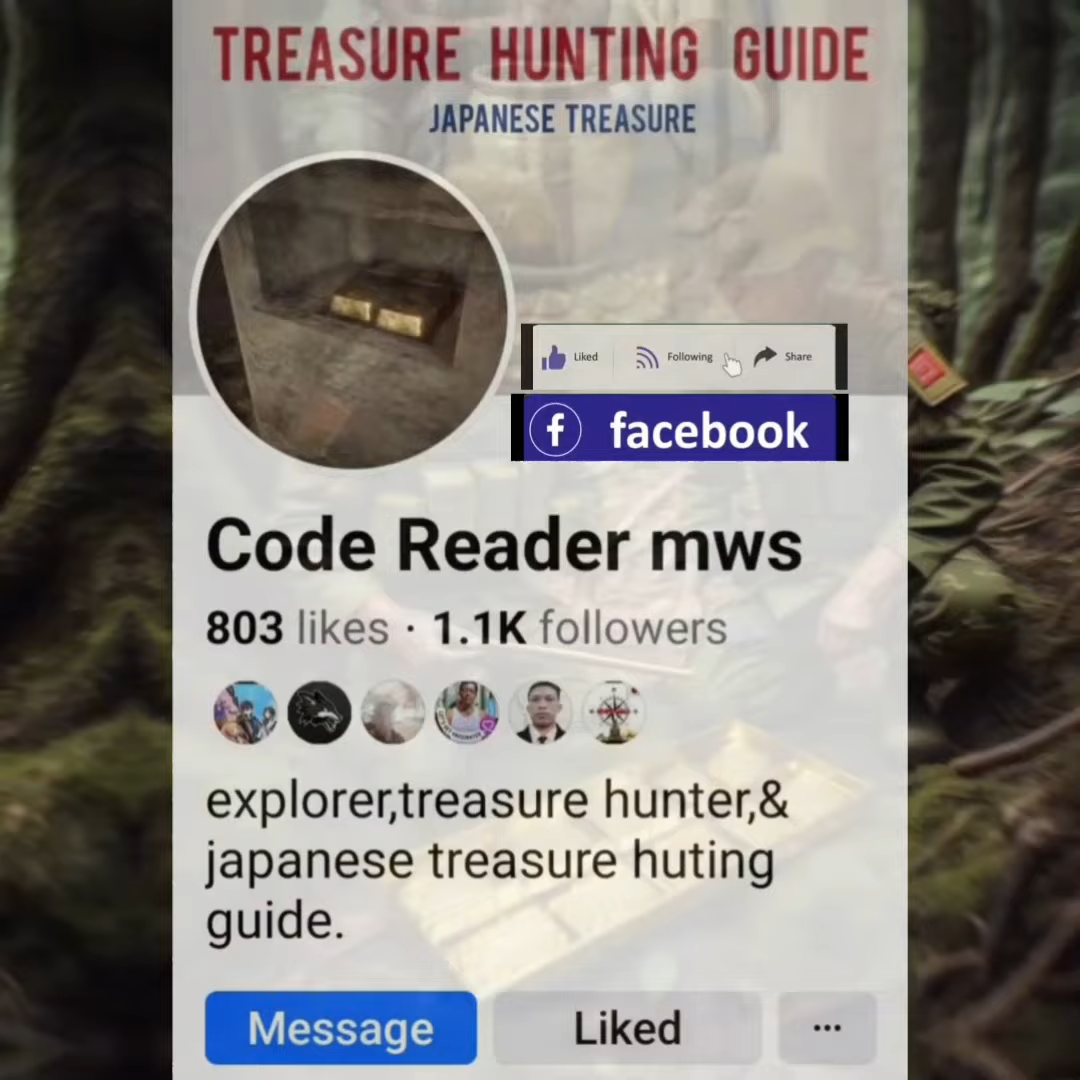 TREASURE HUNTING GUIDE
JAPANESE TREASURE
Liked Following Share
f facebook
Code Reader mws
803 likes · 1.1K followers
explorer,treasure hunter,&
japanese treasure huting
guide.
Message Liked ...